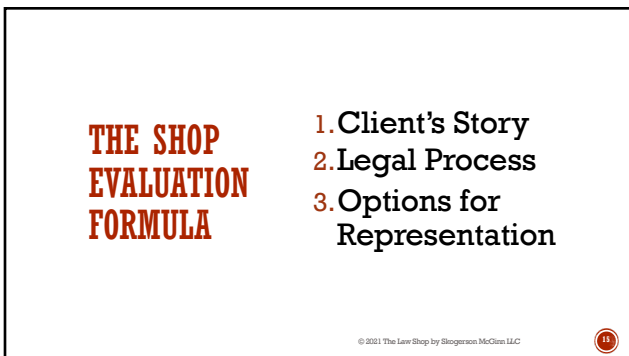 THE SHOP
EVALUATION
FORMULA
1. Client's Story
2. Legal Process
3. Options for
Representation
© 2021 The Law Shop by Skogerson McGinn LLC
15